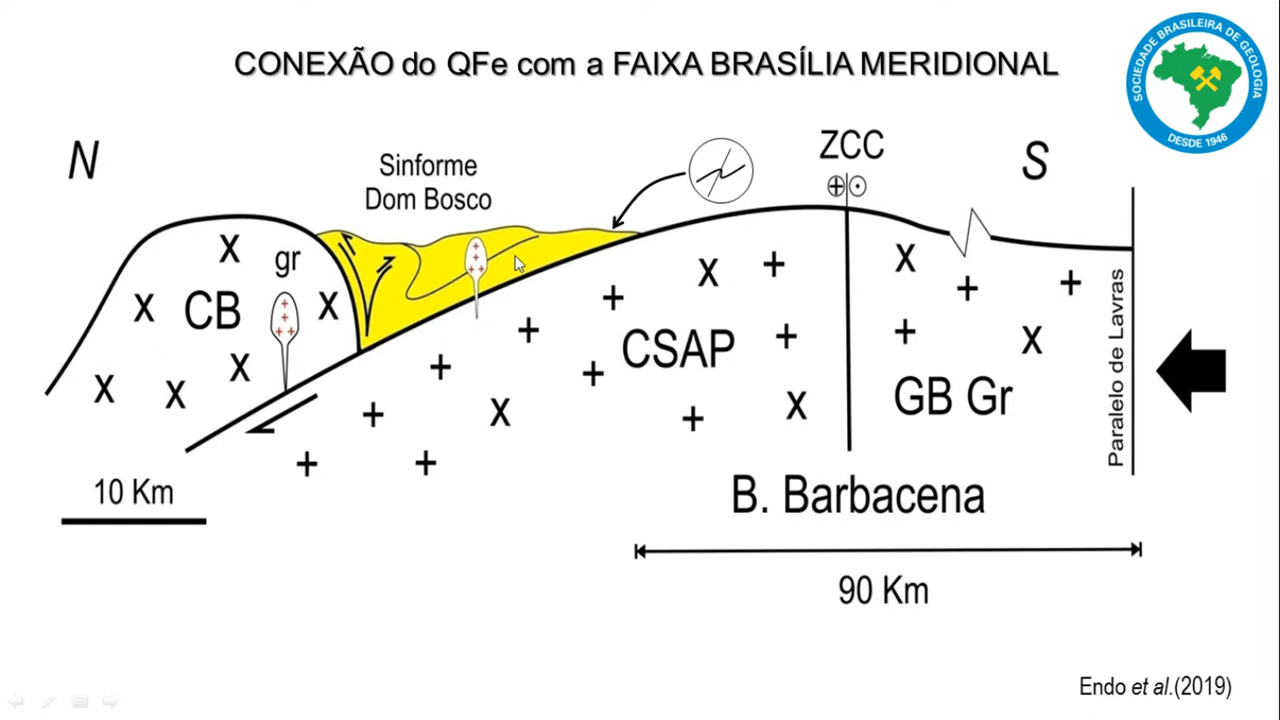 CONEXÃO do QFe com a FAIXA BRASÍLIA MERIDIONAL
SOCIEDADE BRASILEIRA DE GEOLOGIA
DESDE 1946
N
Sinforme
Dom Bosco
ZCC
S
gr
CB
CSAP
GB Gr
Paralelo de Lavras
10 Km
B. Barbacena
90 Km
Endo et al.(2019)